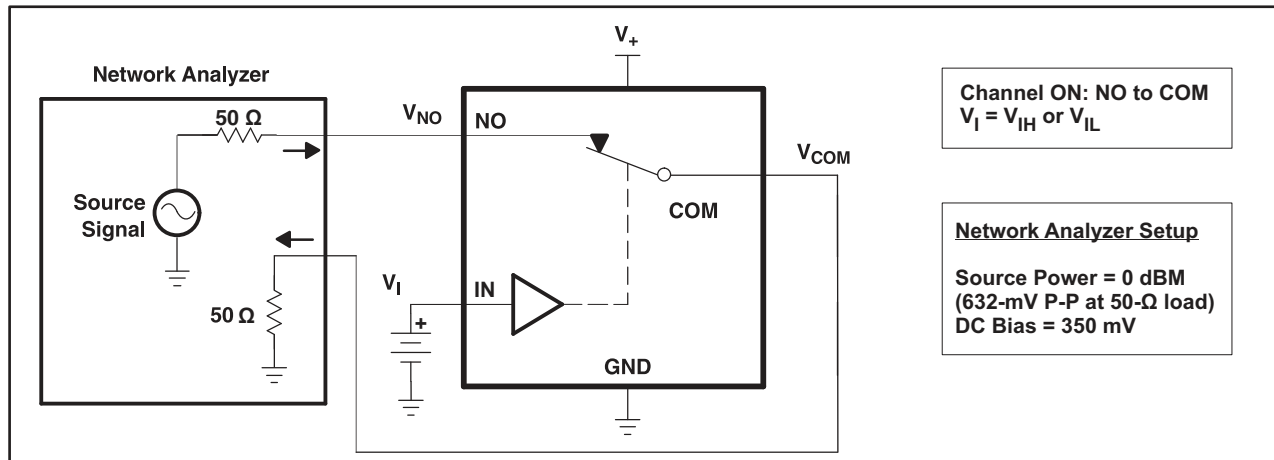 V+
Network Analyzer
50 Ω
VNO
NO
VCOM
Source
Signal
COM
VI
IN
50 Ω
+
GND
Channel ON: NO to COM
VI = VIH or VIL
Network Analyzer Setup
Source Power = 0 dBM
(632-mV P-P at 50-Ω load)
DC Bias = 350 mV